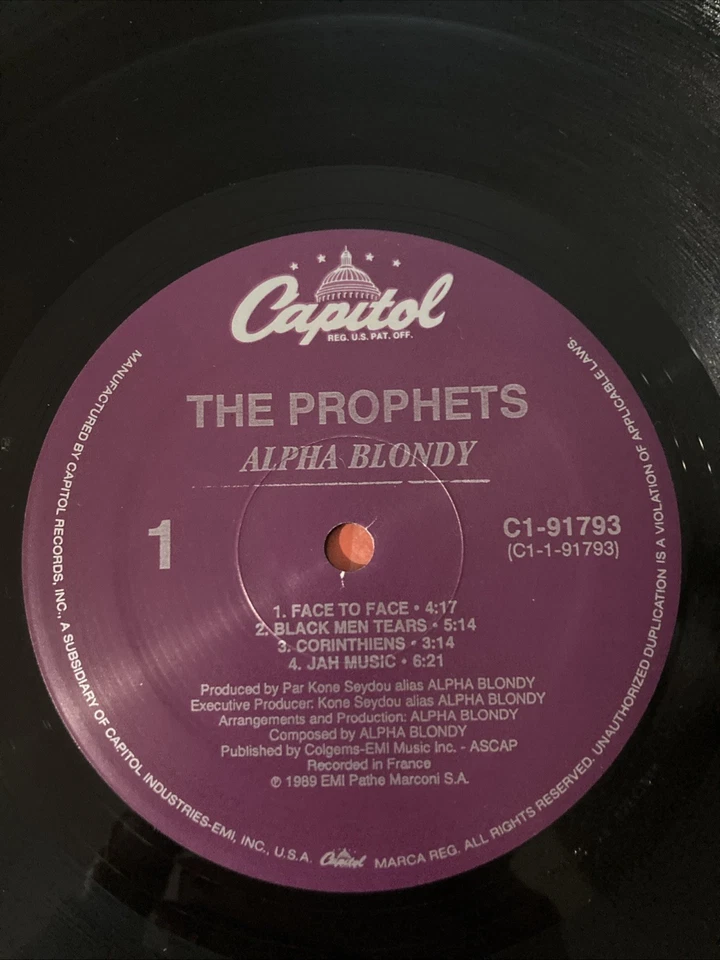 Capitol
REG. U.S. PAT. OFF.
THE PROPHETS
ALPHA BLONDY
1
C1-91793
(C1-1-91793)
1. FACE TO FACE • 4:17
2. BLACK MEN TEARS • 5:14
3. CORINTHIENS • 3:14
4. JAH MUSIC • 6:21
Produced by Par Kone Seydou alias ALPHA BLONDY
Executive Producer: Kone Seydou alias ALPHA BLONDY
Arrangements and Production: ALPHA BLONDY
Composed by ALPHA BLONDY
Published by Colgems-EMI Music Inc. - ASCAP
Recorded in France
℗ 1989 EMI Pathe Marconi S.A.
MANUFACTURED BY CAPITOL RECORDS, INC., A SUBSIDIARY OF CAPITOL INDUSTRIES-EMI, INC., U.S.A. Capitol MARCA REG. ALL RIGHTS RESERVED. UNAUTHORIZED DUPLICATION IS A VIOLATION OF APPLICABLE LAWS.